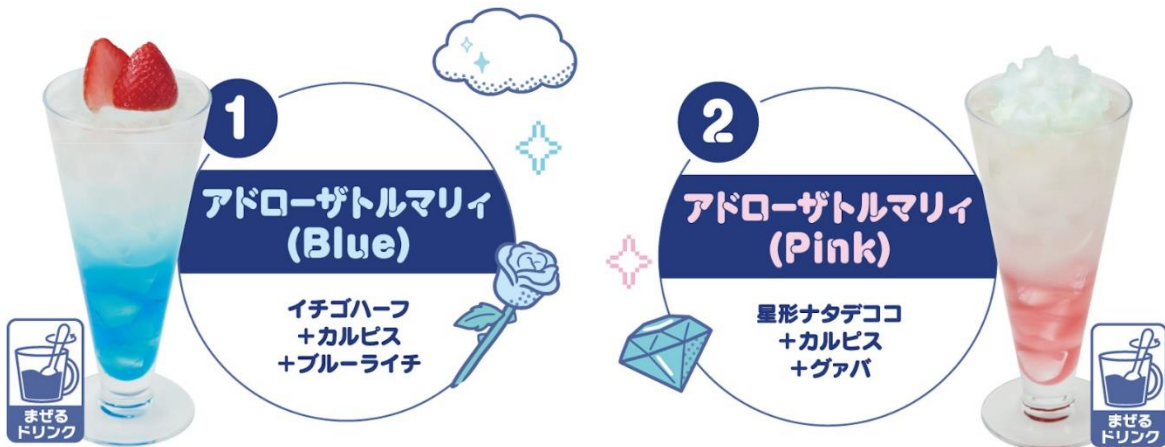 1
アドローザトルマリィ
(Blue)
イチゴハーフ
+カルピス
+ブルーライチ
まぜる
ドリンク
2
アドローザトルマリィ
(Pink)
星形ナタデココ
+カルピス
+グァバ
まぜる
ドリンク